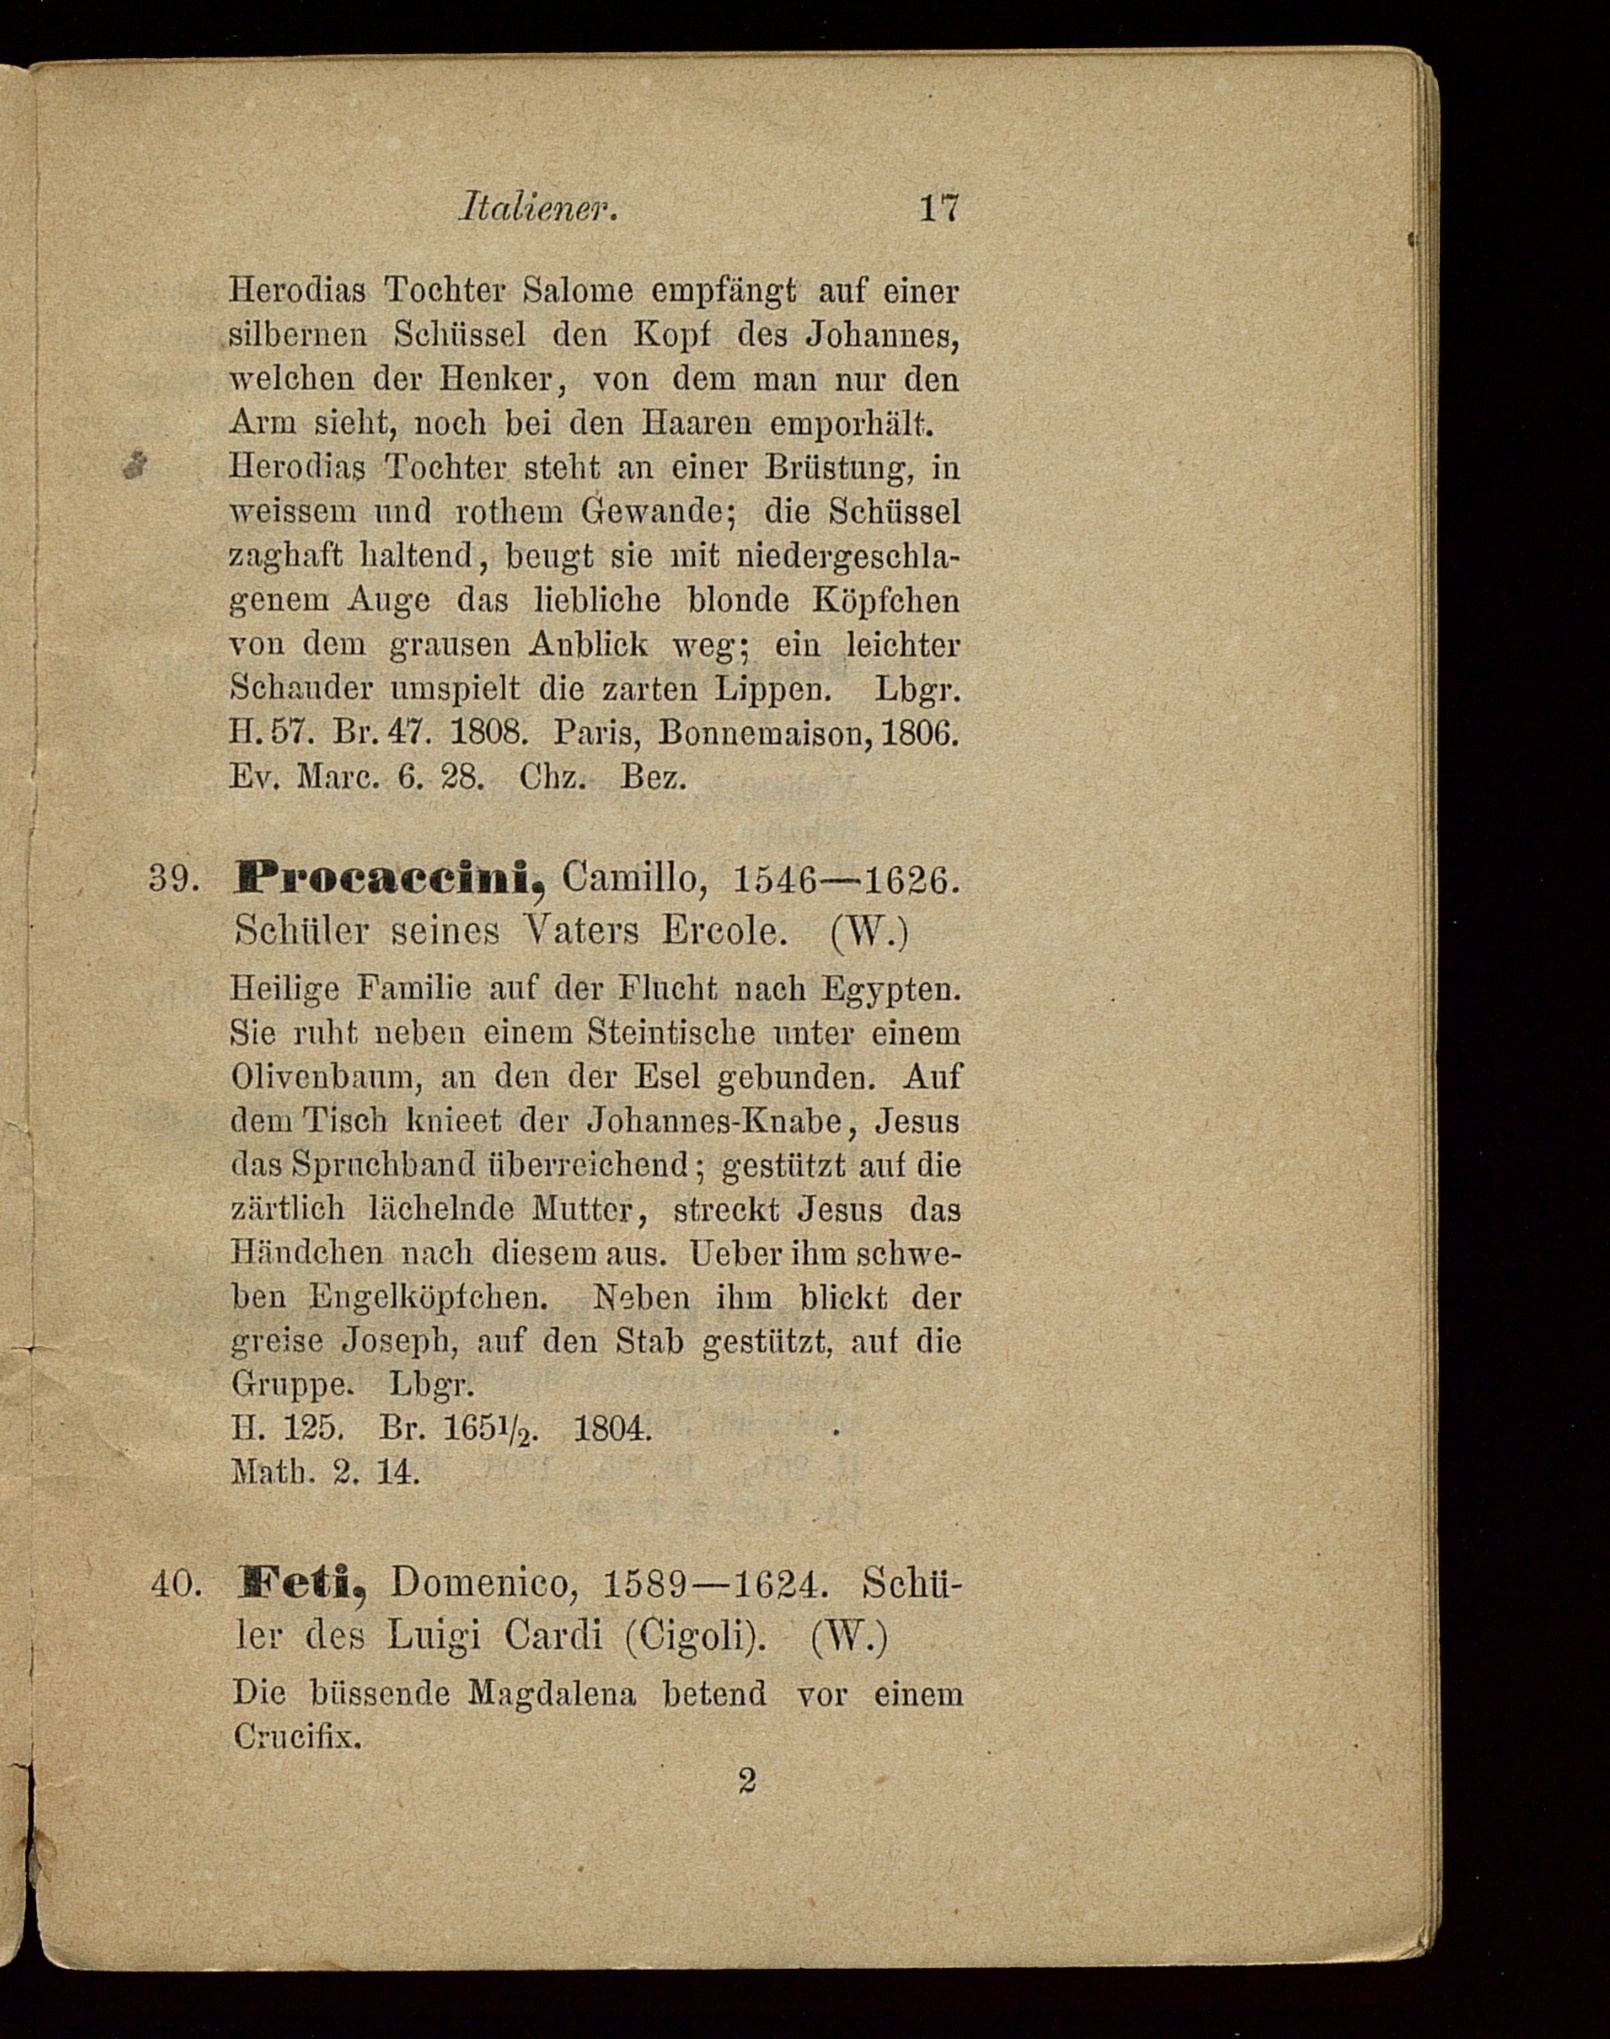 Italiener. 17
Herodias Tochter Salome empfängt auf einer
silbernen Schüssel den Kopf des Johannes,
welchen der Henker, von dem man nur den
Arm sieht, noch bei den Haaren emporhält.
Herodias Tochter steht an einer Brüstung, in
weissem und rothem Gewande; die Schüssel
zaghaft haltend, beugt sie mit niedergeschla-
genem Auge das liebliche blonde Köpfchen
von dem grausen Anblick weg; ein leichter
Schauder umspielt die zarten Lippen. Lbgr.
H. 57. Br. 47. 1808. Paris, Bonnemaison, 1806.
Ev. Marc. 6. 28. Chz. Bez.
39. Procaccini, Camillo, 1546—1626.
Schüler seines Vaters Ercole. (W.)
Heilige Familie auf der Flucht nach Egypten.
Sie ruht neben einem Steintische unter einem
Olivenbaum, an den der Esel gebunden. Auf
dem Tisch knieet der Johannes-Knabe, Jesus
das Spruchband überreichend; gestützt auf die
zärtlich lächelnde Mutter, streckt Jesus das
Händchen nach diesem aus. Ueber ihm schwe-
ben Engelköpfchen. Neben ihm blickt der
greise Joseph, auf den Stab gestützt, auf die
Gruppe. Lbgr.
H. 125. Br. 165 1/2. 1804.
Math. 2. 14.
40. Feti, Domenico, 1589—1624. Schü-
ler des Luigi Cardi (Cigoli). (W.)
Die büssende Magdalena betend vor einem
Crucifix.
2